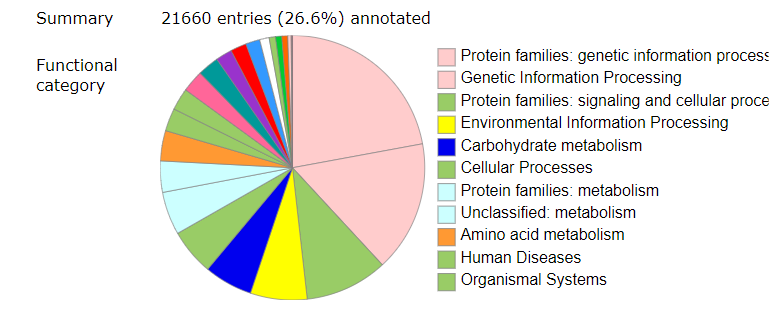 Summary 21660 entries (26.6%) annotated
Functional
category
Protein families: genetic information process
Genetic Information Processing
Protein families: signaling and cellular proce
Environmental Information Processing
Carbohydrate metabolism
Cellular Processes
Protein families: metabolism
Unclassified: metabolism
Amino acid metabolism
Human Diseases
Organismal Systems